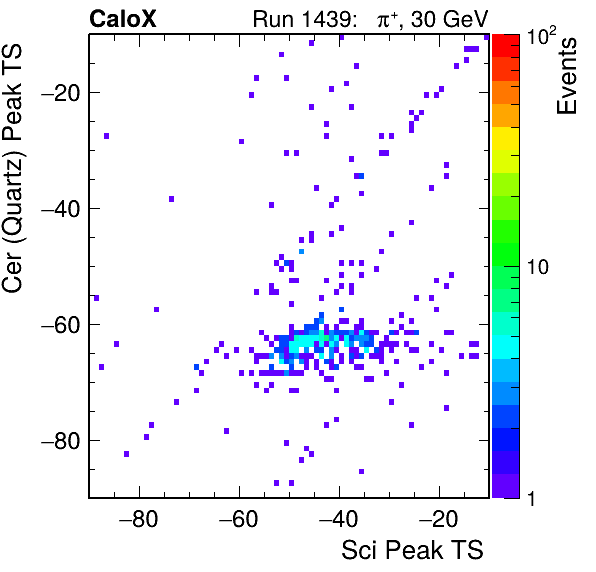 CaloX Run 1439: π⁺, 30 GeV
Cer (Quartz) Peak TS
−20
−40
−60
−80
−80 −60 −40 −20
Sci Peak TS
10²
10
1
Events